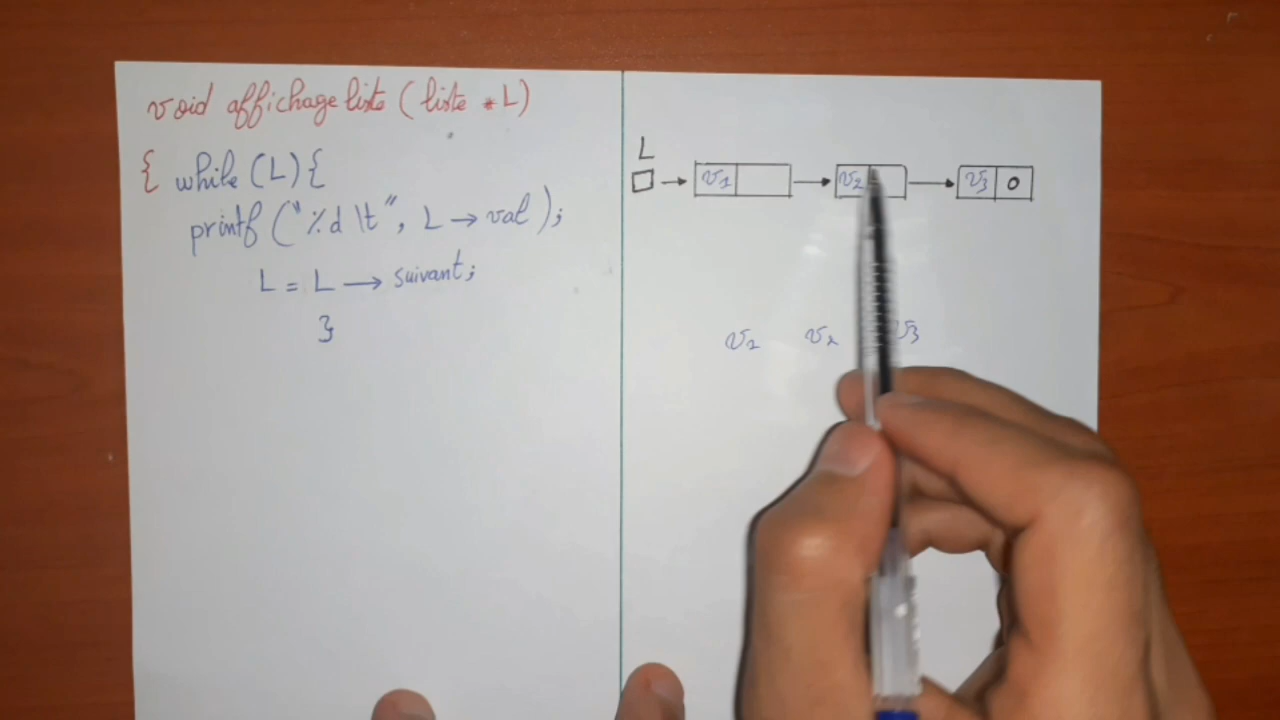 void affichageliste (liste *L)
{ while (L) {
printf ("%d \t", L → val );
L = L → suivant;
}
L
v1 v2 v3 0
v1 v2 v3